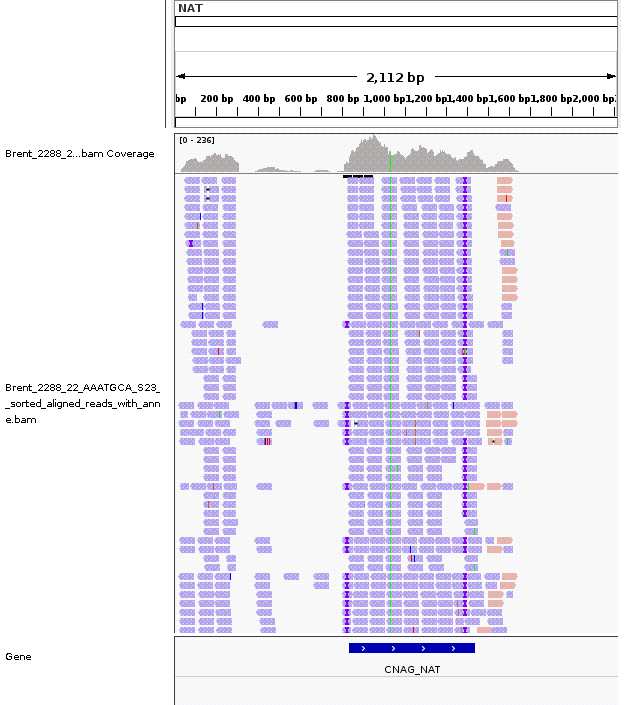 NAT
2,112 bp
bp 200 bp 400 bp 600 bp 800 bp 1,000 bp 1,200 bp 1,400 bp 1,600 bp 1,800 bp 2,000 bp
[0 - 236]
Brent_2288_2...bam Coverage
Brent_2288_22_AAATGCA_S23_
_sorted_aligned_reads_with_ann
e.bam
Gene
CNAG_NAT